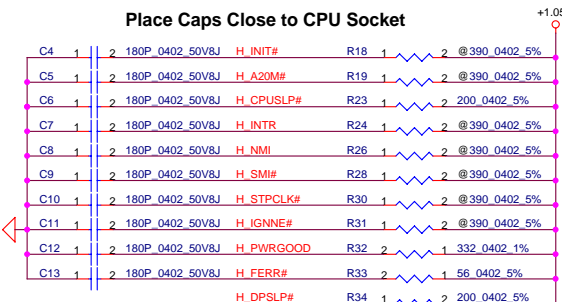 Place Caps Close to CPU Socket
+1.05
C4 1 2 180P_0402_50V8J H_INIT# R18 1 2 @390_0402_5%
C5 1 2 180P_0402_50V8J H_A20M# R19 1 2 @390_0402_5%
C6 1 2 180P_0402_50V8J H_CPUSLP# R23 1 2 200_0402_5%
C7 1 2 180P_0402_50V8J H_INTR R24 1 2 @390_0402_5%
C8 1 2 180P_0402_50V8J H_NMI R26 1 2 @390_0402_5%
C9 1 2 180P_0402_50V8J H_SMI# R28 1 2 @390_0402_5%
C10 1 2 180P_0402_50V8J H_STPCLK# R30 1 2 @390_0402_5%
C11 1 2 180P_0402_50V8J H_IGNNE# R31 1 2 @390_0402_5%
C12 1 2 180P_0402_50V8J H_PWRGOOD R32 2 1 332_0402_1%
C13 1 2 180P_0402_50V8J H_FERR# R33 2 1 56_0402_5%
H_DPSLP# R34 1 2 200_0402_5%